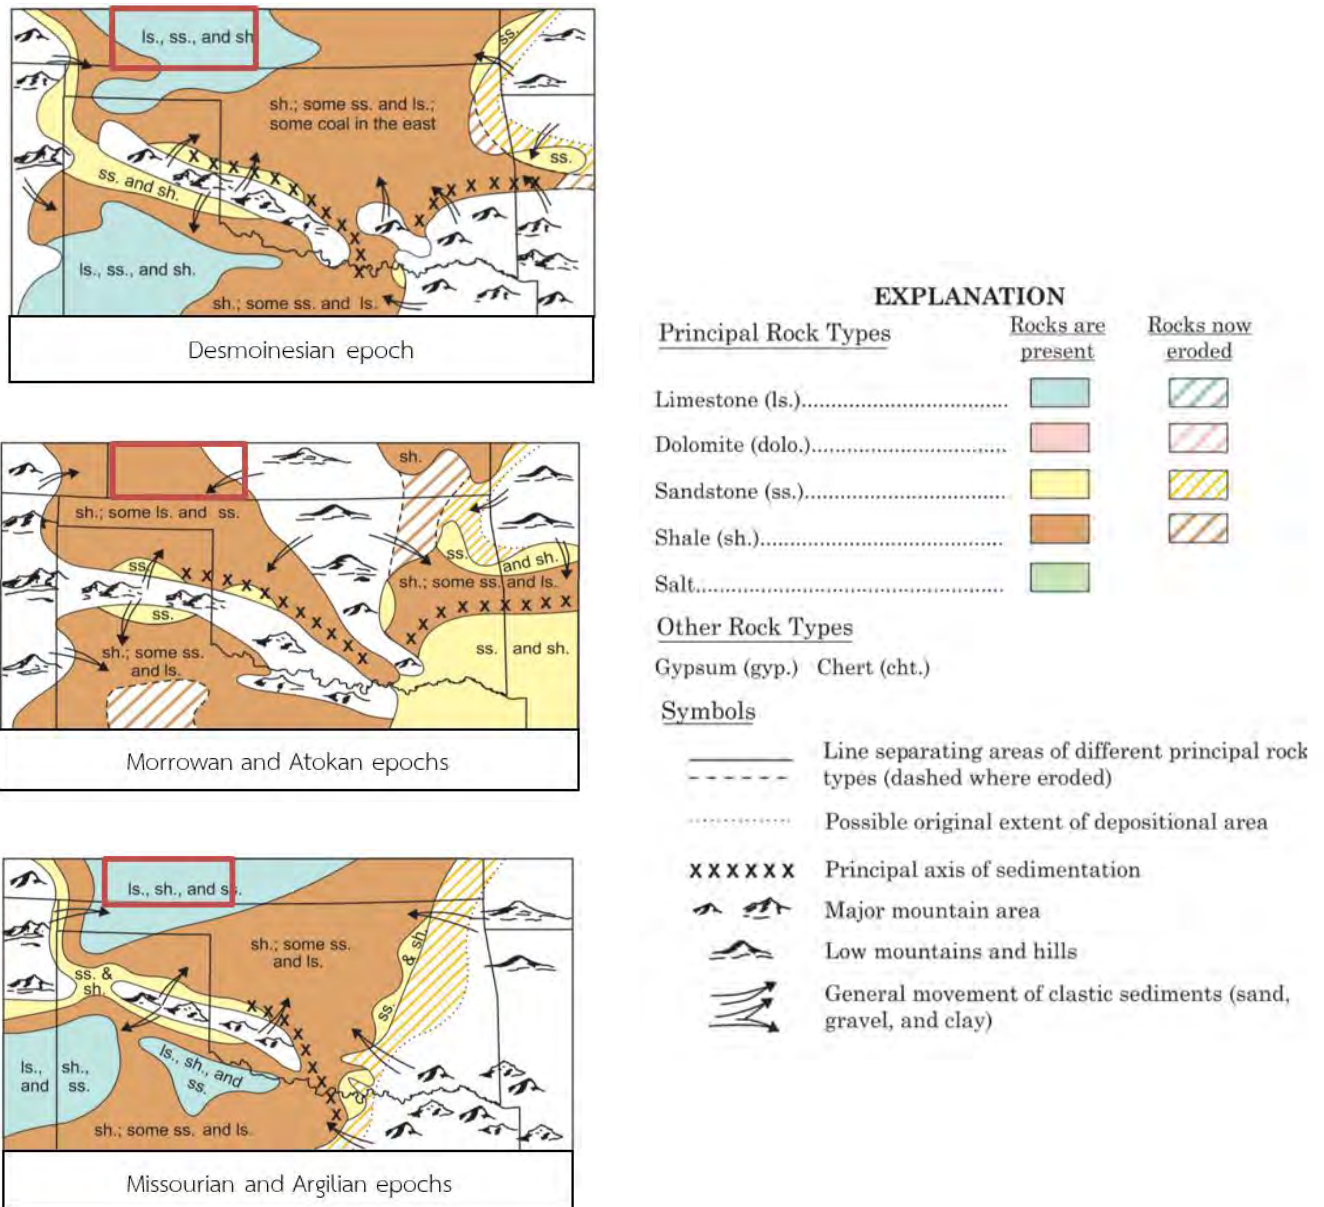 ls., ss., and sh
ss.
sh.; some ss. and ls.;
some coal in the east
ss.
ss. and sh.
ls., ss., and sh.
sh.; some ss. and ls.
Desmoinesian epoch
sh.
sh.; some ls. and ss.
ss.
ss. and sh.
sh.; some ss. and ls.
ss.
ss. and sh.
sh.; some ss.
and ls.
Morrowan and Atokan epochs
ls., sh., and ss.
sh.; some ss.
and ls.
ss. & sh.
ss. &
sh.
ls., sh., and
ss.
ls., sh.,
and ss.
sh.; some ss. and ls.
Missourian and Argilian epochs
EXPLANATION
Principal Rock Types
Rocks are
present
Rocks now
eroded
Limestone (ls.)
Dolomite (dolo.)
Sandstone (ss.)
Shale (sh.)
Salt
Other Rock Types
Gypsum (gyp.) Chert (cht.)
Symbols
Line separating areas of different principal rock
types (dashed where eroded)
Possible original extent of depositional area
XXXXXX Principal axis of sedimentation
Major mountain area
Low mountains and hills
General movement of clastic sediments (sand,
gravel, and clay)